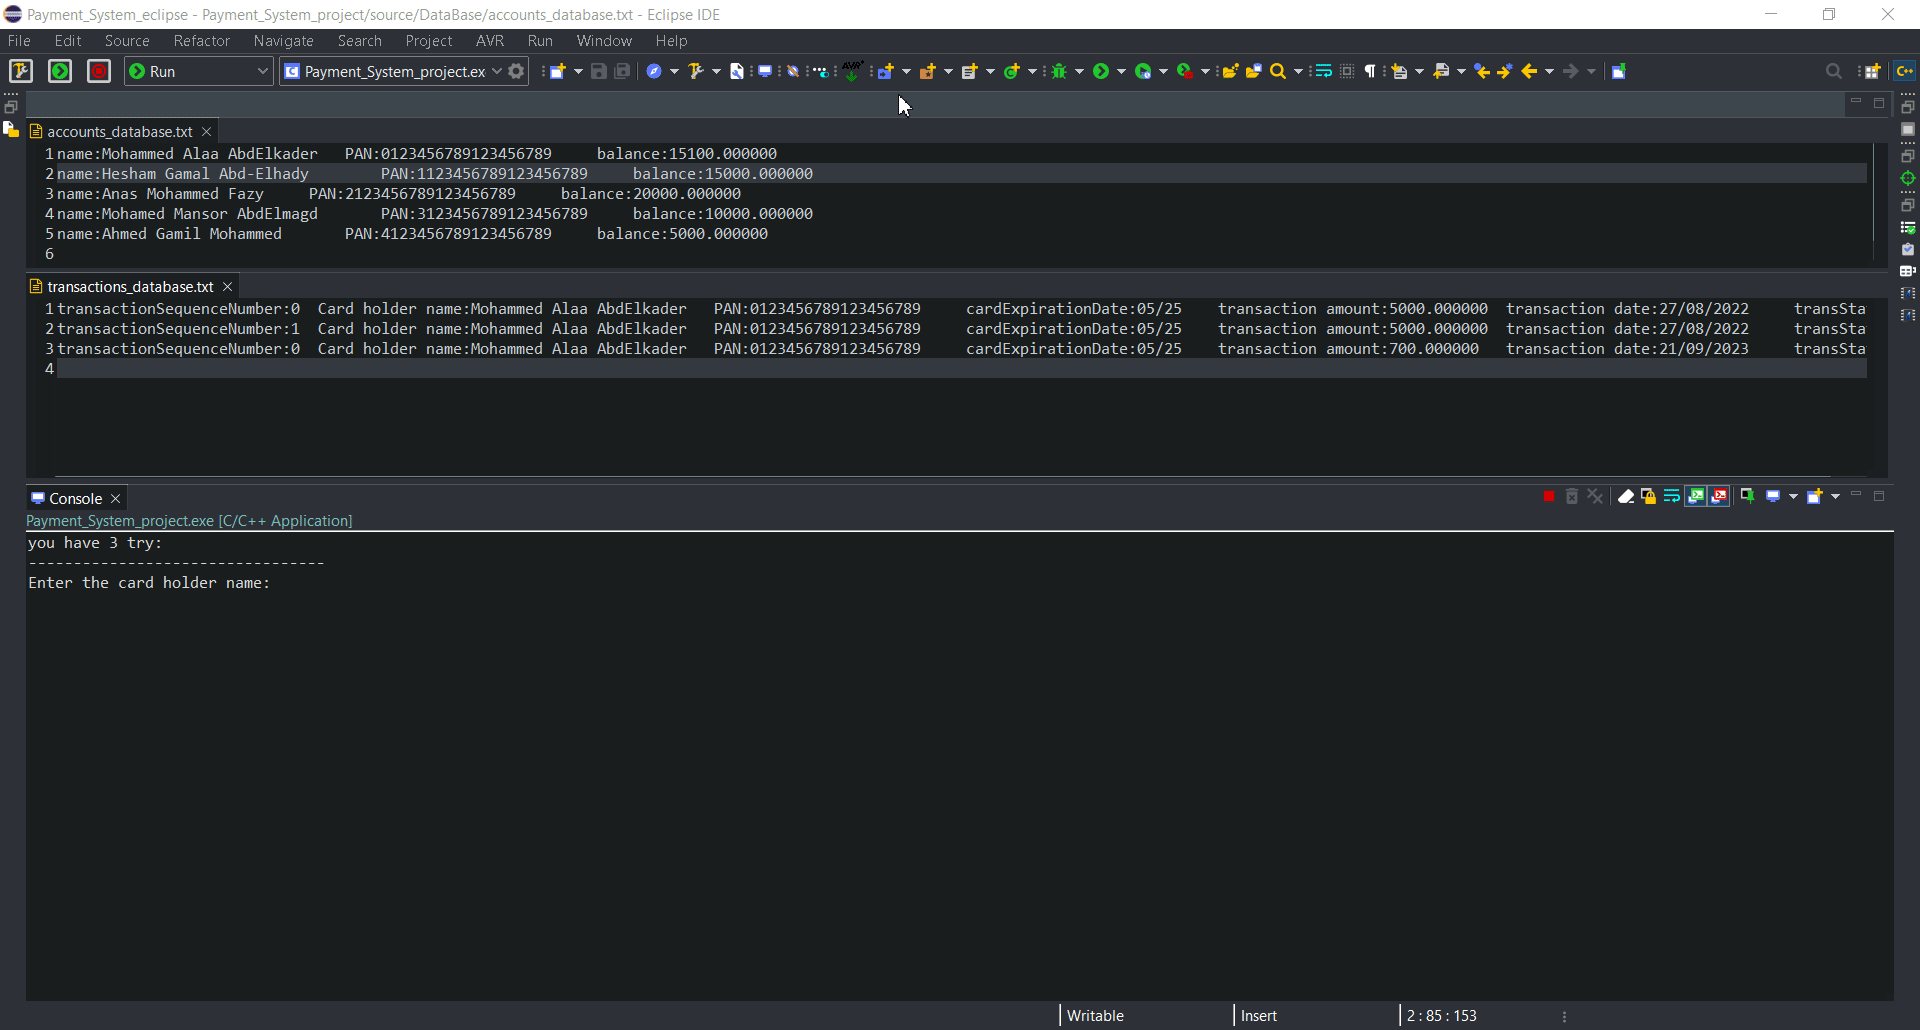 Payment_System_eclipse - Payment_System_project/source/DataBase/accounts_database.txt - Eclipse IDE
File Edit Source Refactor Navigate Search Project AVR Run Window Help
Run Payment_System_project.ex AVR C++
accounts_database.txt
1 name:Mohammed Alaa AbdElkader PAN:0123456789123456789 balance:15100.000000
2 name:Hesham Gamal Abd-Elhady PAN:1123456789123456789 balance:15000.000000
3 name:Anas Mohammed Fazy PAN:2123456789123456789 balance:20000.000000
4 name:Mohamed Mansor AbdElmagd PAN:3123456789123456789 balance:10000.000000
5 name:Ahmed Gamil Mohammed PAN:4123456789123456789 balance:5000.000000
6
transactions_database.txt
1 transactionSequenceNumber:0 Card holder name:Mohammed Alaa AbdElkader PAN:0123456789123456789 cardExpirationDate:05/25 transaction amount:5000.000000 transaction date:27/08/2022 transSta
2 transactionSequenceNumber:1 Card holder name:Mohammed Alaa AbdElkader PAN:0123456789123456789 cardExpirationDate:05/25 transaction amount:5000.000000 transaction date:27/08/2022 transSta
3 transactionSequenceNumber:0 Card holder name:Mohammed Alaa AbdElkader PAN:0123456789123456789 cardExpirationDate:05/25 transaction amount:700.000000 transaction date:21/09/2023 transSta
4
Console
Payment_System_project.exe [C/C++ Application]
you have 3 try:
---------------------------------
Enter the card holder name:
Writable Insert 2 : 85 : 153